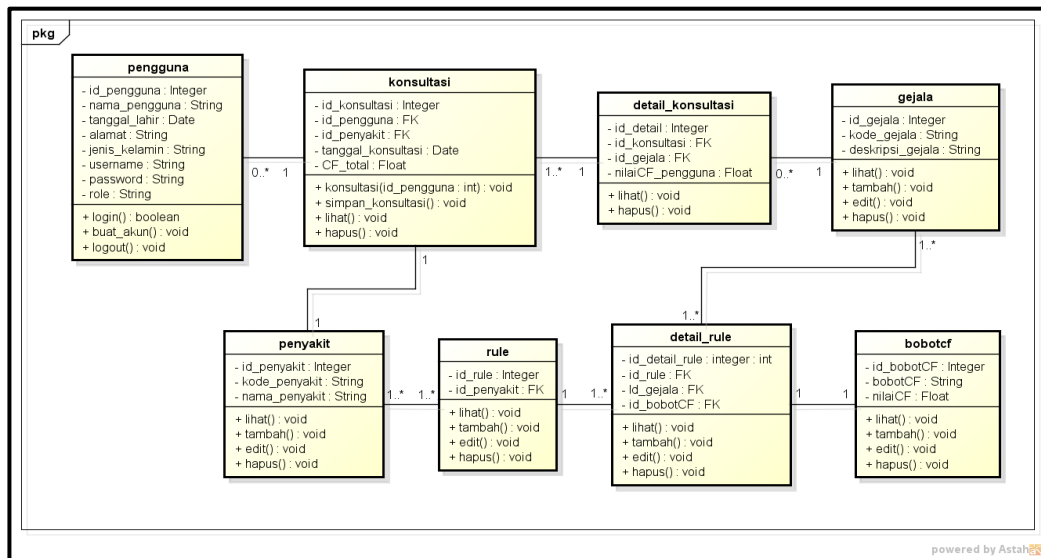 pkg
pengguna
- id_pengguna : Integer
- nama_pengguna : String
- tanggal_lahir : Date
- alamat : String
- jenis_kelamin : String
- username : String
- password : String
- role : String
+ login() : boolean
+ buat_akun() : void
+ logout() : void
0..*
1
konsultasi
- id_konsultasi : Integer
- id_pengguna : FK
- id_penyakit : FK
- tanggal_konsultasi : Date
- CF_total : Float
+ konsultasi(id_pengguna : int) : void
+ simpan_konsultasi() : void
+ lihat() : void
+ hapus() : void
1..*
1
detail_konsultasi
- id_detail : Integer
- id_konsultasi : FK
- id_gejala : FK
- nilaiCF_pengguna : Float
+ lihat() : void
+ hapus() : void
0..*
1
gejala
- id_gejala : Integer
- kode_gejala : String
- deskripsi_gejala : String
+ lihat() : void
+ tambah() : void
+ edit() : void
+ hapus() : void
1
1
1..*
1..*
penyakit
- id_penyakit : Integer
- kode_penyakit : String
- nama_penyakit : String
+ lihat() : void
+ tambah() : void
+ edit() : void
+ hapus() : void
1..*
1..*
rule
- id_rule : Integer
- id_penyakit : FK
+ lihat() : void
+ tambah() : void
+ edit() : void
+ hapus() : void
1
1..*
detail_rule
- id_detail_rule : integer : int
- id_rule : FK
- Id_gejala : FK
- id_bobotCF : FK
+ lihat() : void
+ tambah() : void
+ edit() : void
+ hapus() : void
1
1
bobotcf
- id_bobotCF : Integer
- bobotCF : String
- nilaiCF : Float
+ lihat() : void
+ tambah() : void
+ edit() : void
+ hapus() : void
powered by Astah